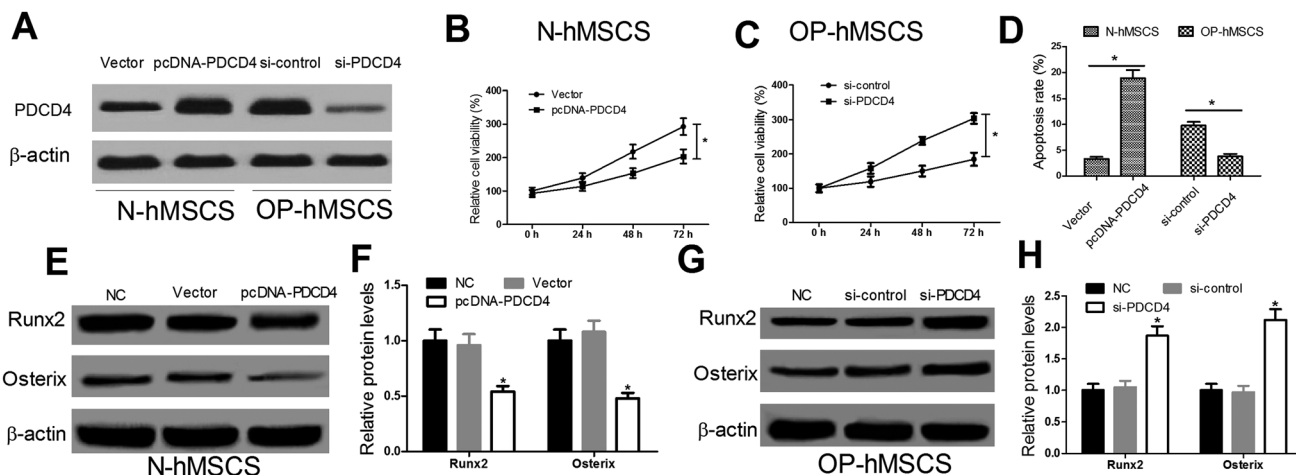 A
Vector pcDNA-PDCD4 si-control si-PDCD4
PDCD4
β-actin
N-hMSCS OP-hMSCS
B
N-hMSCS
Relative cell viability (%)
Vector
pcDNA-PDCD4
400
300
200
100
0
*
0 h 24 h 48 h 72 h
C
OP-hMSCS
Relative cell viability (%)
si-control
si-PDCD4
400
300
200
100
0
*
0 h 24 h 48 h 72 h
D
N-hMSCS OP-hMSCS
Apoptosis rate (%)
25
20
15
10
5
0
* *
Vector
pcDNA-PDCD4
si-control
si-PDCD4
E
NC Vector pcDNA-PDCD4
Runx2
Osterix
β-actin
N-hMSCS
F
NC Vector
pcDNA-PDCD4
Relative protein levels
1.5
1.0
0.5
0.0
* *
Runx2 Osterix
G
NC si-control si-PDCD4
Runx2
Osterix
β-actin
OP-hMSCS
H
NC si-control
si-PDCD4
Relative protein levels
2.5
2.0
1.5
1.0
0.5
0.0
* *
Runx2 Osterix